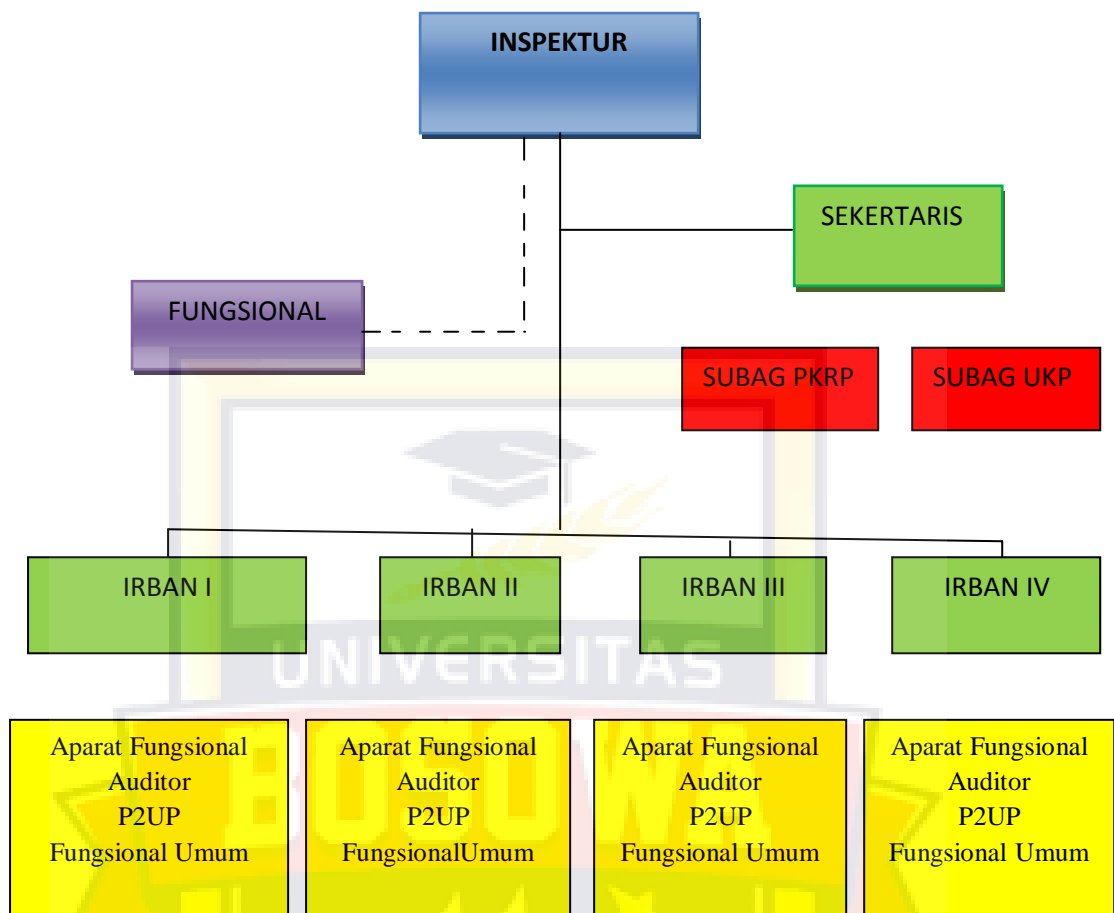 INSPEKTUR
SEKERTARIS
FUNGSIONAL
SUBAG PKRP
SUBAG UKP
IRBAN I
IRBAN II
IRBAN III
IRBAN IV
UNIVERSITAS
BOSOWA
Aparat Fungsional
Auditor
P2UP
Fungsional Umum
Aparat Fungsional
Auditor
P2UP
FungsionalUmum
Aparat Fungsional
Auditor
P2UP
Fungsional Umum
Aparat Fungsional
Auditor
P2UP
Fungsional Umum